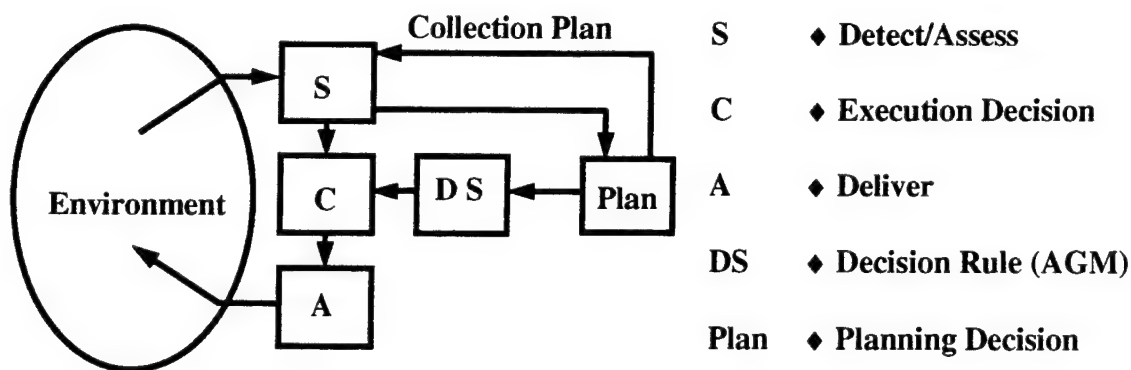 Collection Plan
S
C
D S
Plan
A
Environment
S ♦ Detect/Assess
C ♦ Execution Decision
A ♦ Deliver
DS ♦ Decision Rule (AGM)
Plan ♦ Planning Decision